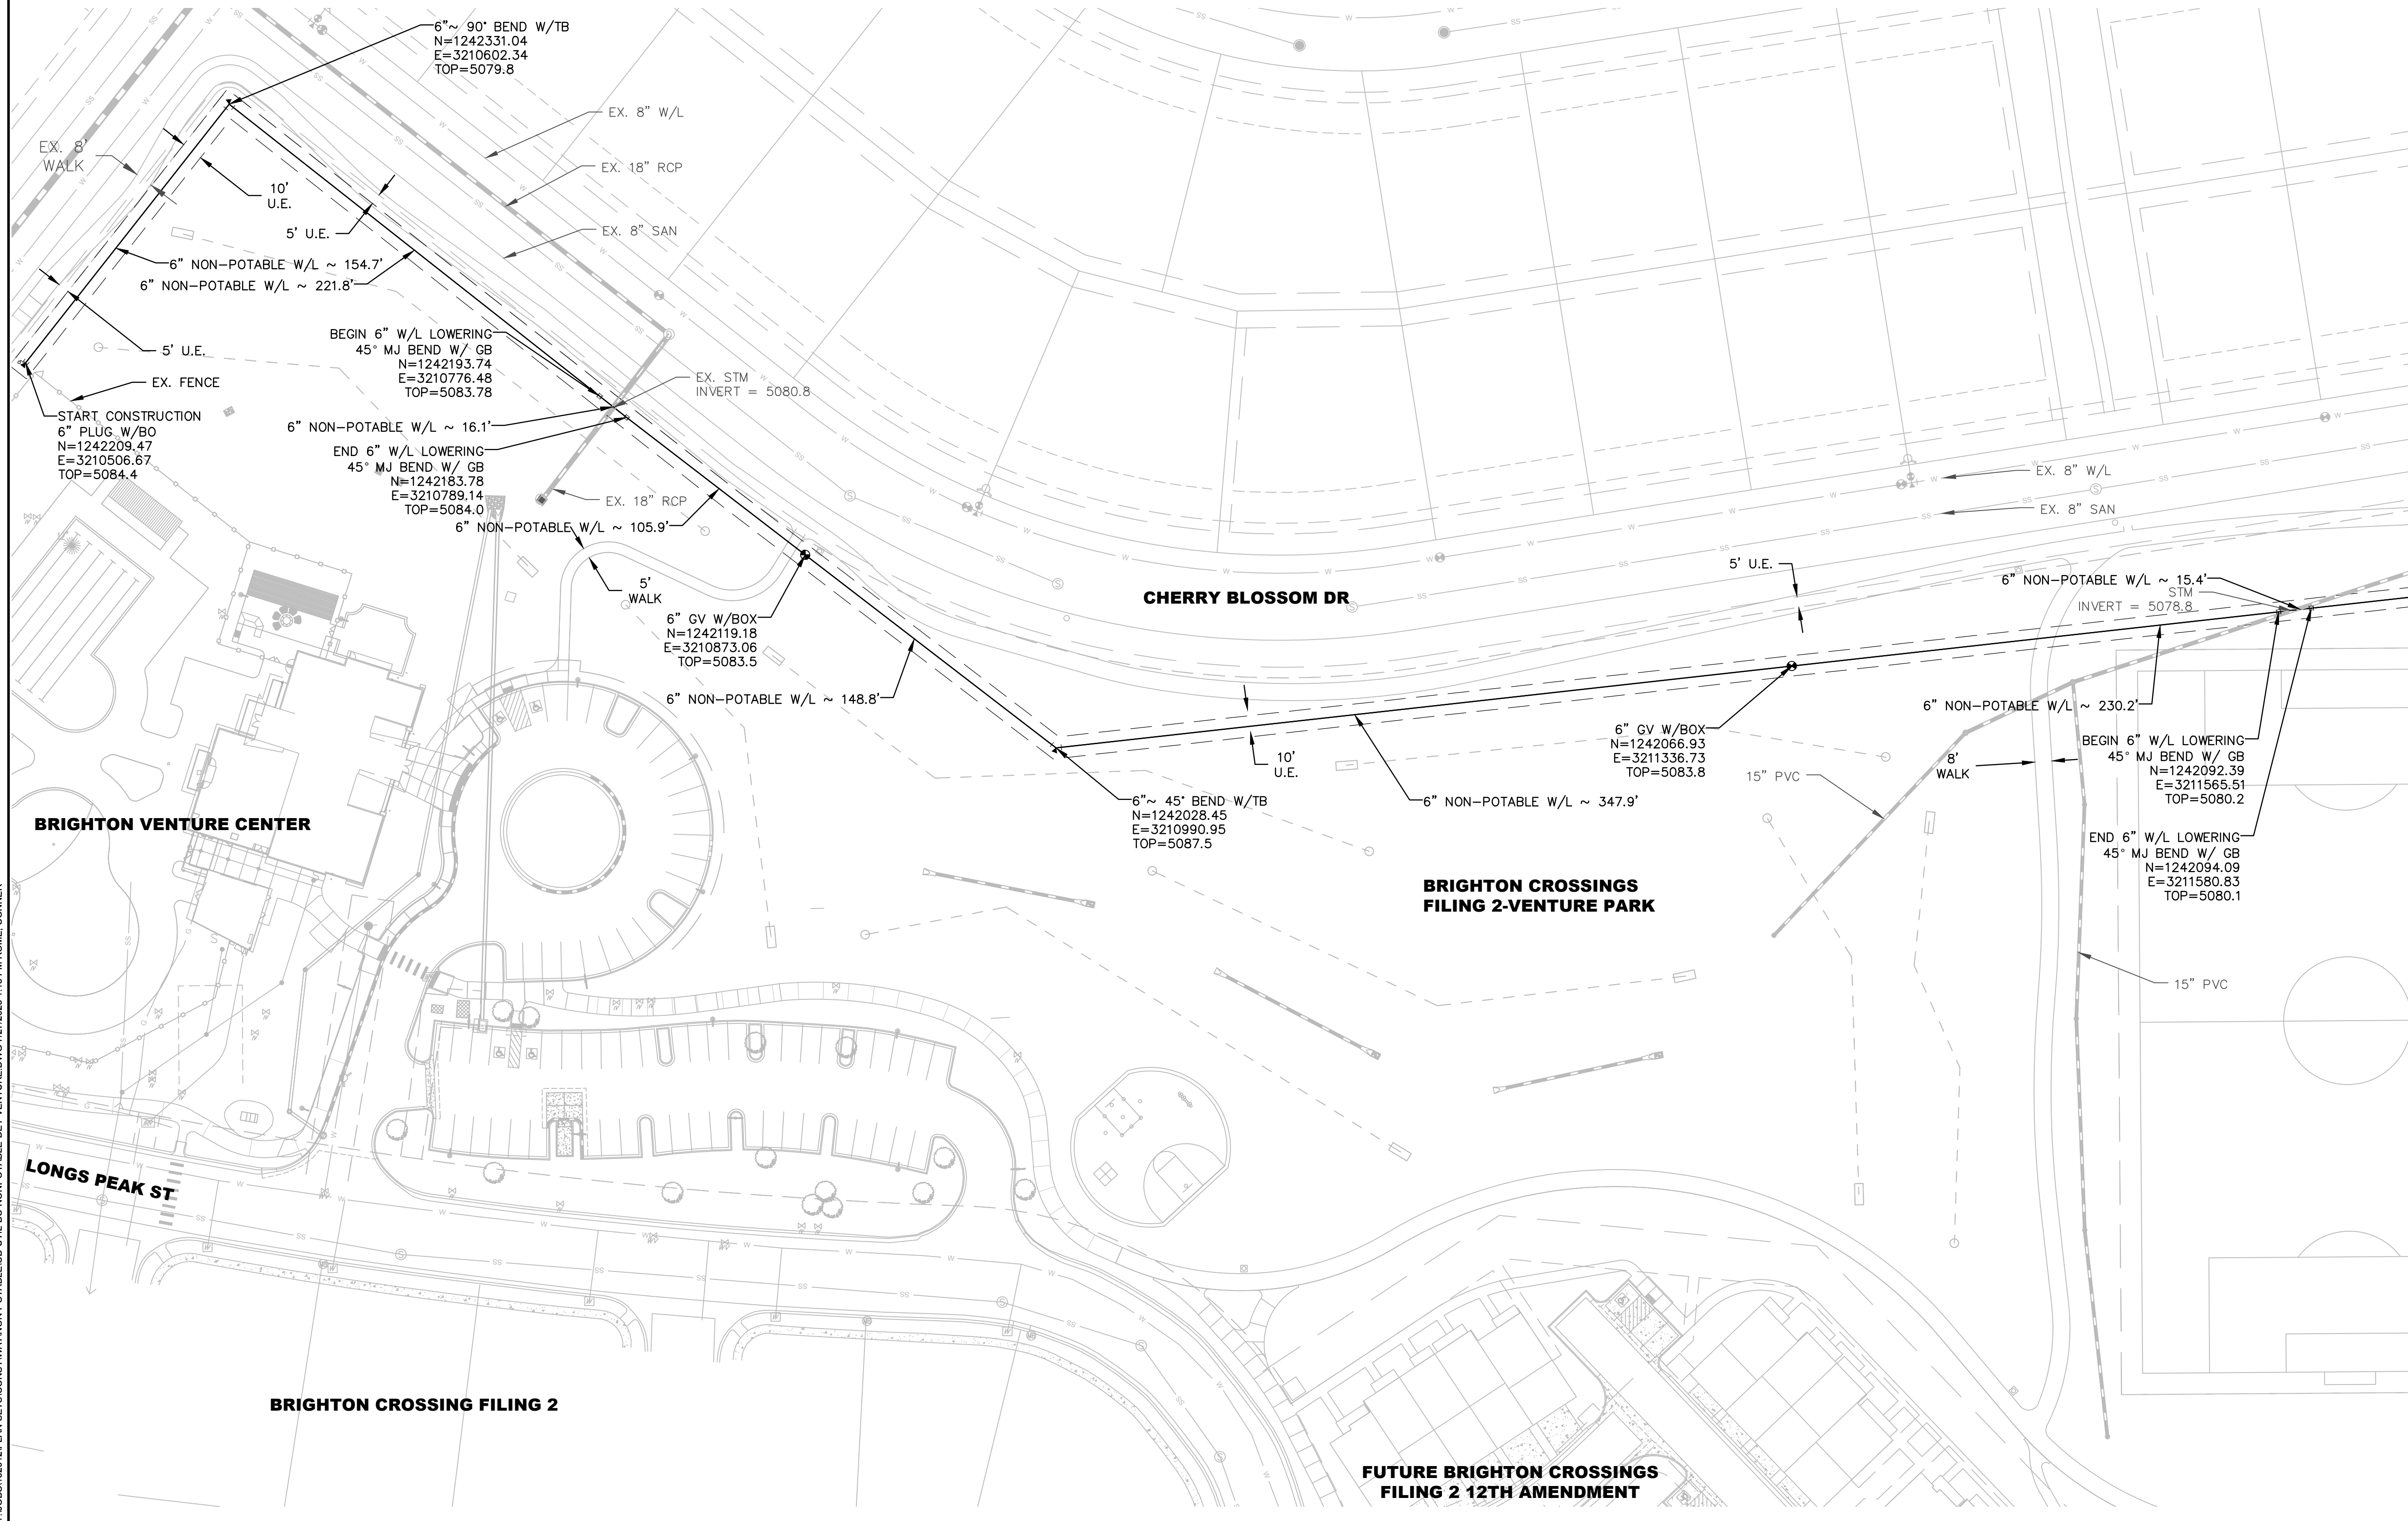 6"~ 90° BEND W/TB
N=1242331.04
E=3210602.34
TOP=5079.8
EX. 8" W/L
EX. 18" RCP
EX. 8" SAN
EX. 8'
WALK
10'
U.E.
5' U.E.
6" NON-POTABLE W/L ~ 154.7'
6" NON-POTABLE W/L ~ 221.8'
5' U.E.
EX. FENCE
START CONSTRUCTION
6" PLUG W/BO
N=1242209.47
E=3210506.67
TOP=5084.4
BEGIN 6" W/L LOWERING
45° MJ BEND W/ GB
N=1242193.74
E=3210776.48
TOP=5083.78
EX. STM
INVERT = 5080.8
6" NON-POTABLE W/L ~ 16.1'
END 6" W/L LOWERING
45° MJ BEND W/ GB
N=1242183.78
E=3210789.14
TOP=5084.0
EX. 18" RCP
6" NON-POTABLE W/L ~ 105.9'
5'
WALK
6" GV W/BOX
N=1242119.18
E=3210873.06
TOP=5083.5
6" NON-POTABLE W/L ~ 148.8'
CHERRY BLOSSOM DR
EX. 8" W/L
EX. 8" SAN
5' U.E.
6" NON-POTABLE W/L ~ 15.4'
STM
INVERT = 5078.8
10'
U.E.
6" GV W/BOX
N=1242066.93
E=3211336.73
TOP=5083.8
6" NON-POTABLE W/L ~ 230.2'
15" PVC
8'
WALK
BEGIN 6" W/L LOWERING
45° MJ BEND W/ GB
N=1242092.39
E=3211565.51
TOP=5080.2
6"~ 45° BEND W/TB
N=1242028.45
E=3210990.95
TOP=5087.5
6" NON-POTABLE W/L ~ 347.9'
END 6" W/L LOWERING
45° MJ BEND W/ GB
N=1242094.09
E=3211580.83
TOP=5080.1
BRIGHTON VENTURE CENTER
BRIGHTON CROSSINGS
FILING 2-VENTURE PARK
15" PVC
LONGS PEAK ST
BRIGHTON CROSSING FILING 2
FUTURE BRIGHTON CROSSINGS
FILING 2 12TH AMENDMENT